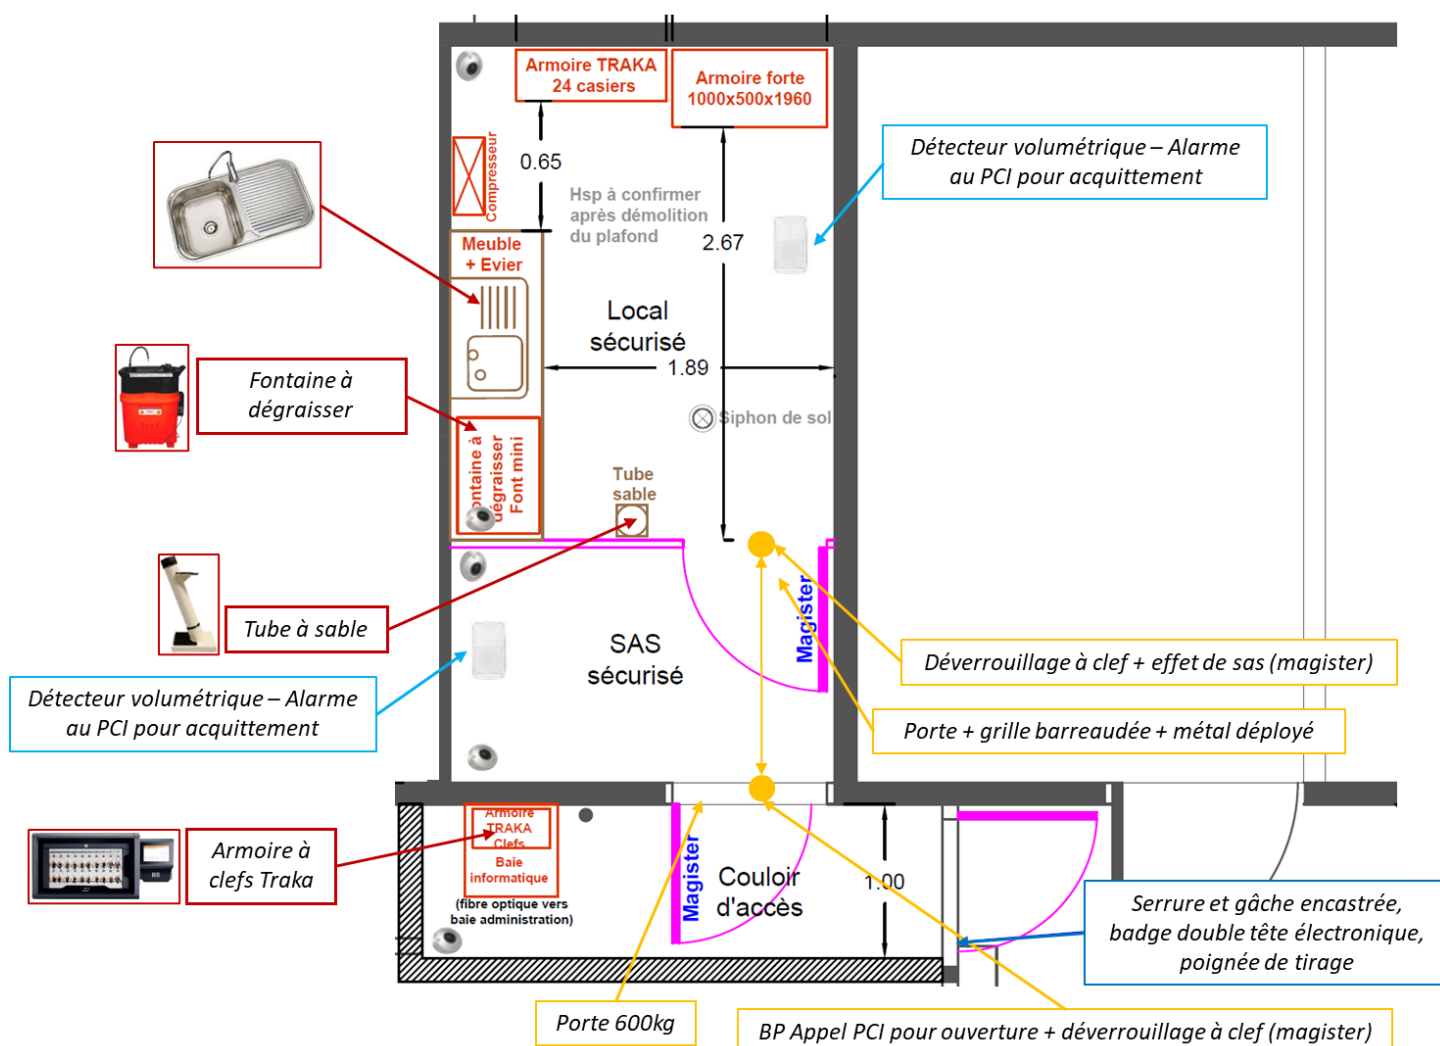 Armoire TRAKA
24 casiers
Armoire forte
1000x500x1960
Compresseur
0.65
Hsp à confirmer
après démolition
du plafond
2.67
Détecteur volumétrique – Alarme
au PCI pour acquittement
Meuble
+ Evier
Local
sécurisé
1.89
Fontaine à
dégraisser
Siphon de sol
ontaine à
dégraisser
Font mini
Tube
sable
Tube à sable
SAS
sécurisé
Magister
Déverrouillage à clef + effet de sas (magister)
Détecteur volumétrique – Alarme
au PCI pour acquittement
Porte + grille barreaudée + métal déployé
Armoire à
clefs Traka
Armoire
TRAKA
Clefs
Baie
informatique
(fibre optique vers
baie administration)
Magister
Couloir
d'accès
1.00
Serrure et gâche encastrée,
badge double tête électronique,
poignée de tirage
Porte 600kg
BP Appel PCI pour ouverture + déverrouillage à clef (magister)